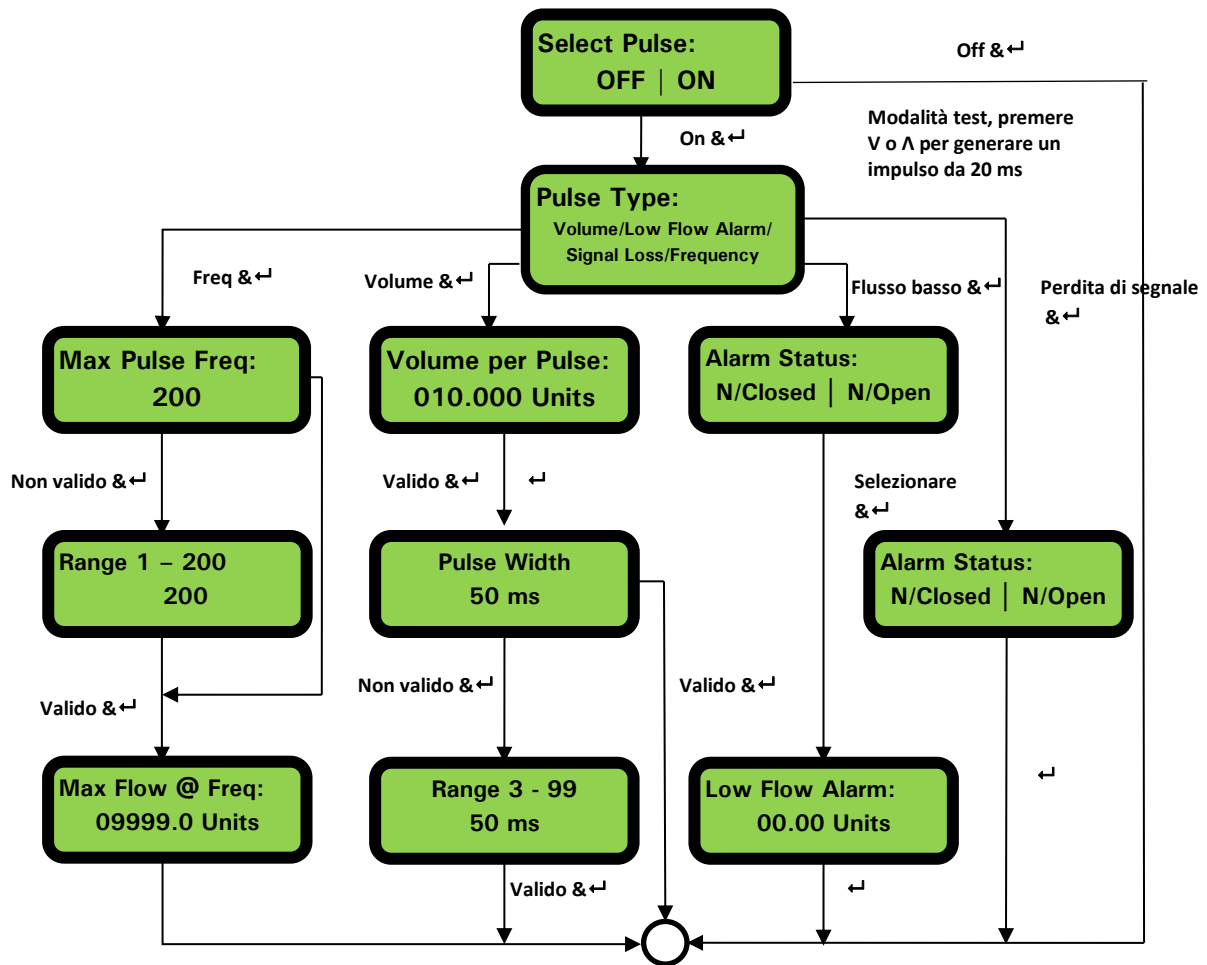 Select Pulse:
OFF | ON
Off & ↵
On & ↵
Modalità test, premere
V o Λ per generare un
impulso da 20 ms
Pulse Type:
Volume/Low Flow Alarm/
Signal Loss/Frequency
Freq & ↵
Volume & ↵
Flusso basso & ↵
Perdita di segnale
& ↵
Max Pulse Freq:
200
Volume per Pulse:
010.000 Units
Alarm Status:
N/Closed | N/Open
Non valido & ↵
Valido & ↵ ↵
Selezionare
& ↵
Range 1 – 200
200
Pulse Width
50 ms
Alarm Status:
N/Closed | N/Open
Valido & ↵
Non valido & ↵
Valido & ↵
Max Flow @ Freq:
09999.0 Units
Range 3 - 99
50 ms
Low Flow Alarm:
00.00 Units
↵
Valido & ↵
↵